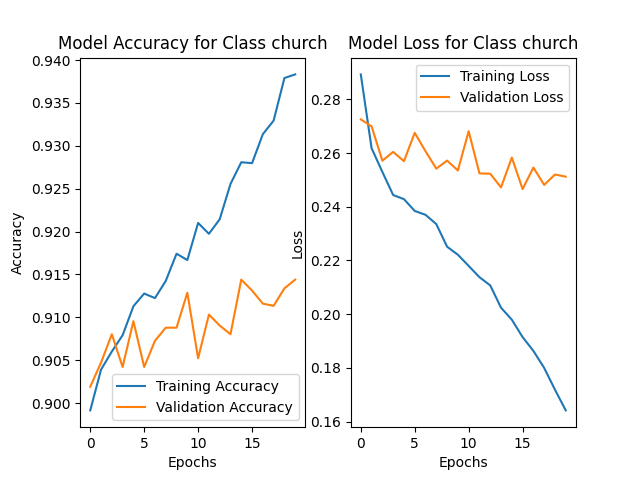 Model Accuracy for Class church
0.940
0.935
0.930
0.925
0.920
0.915
0.910
0.905
0.900
Accuracy
Training Accuracy
Validation Accuracy
0 5 10 15
Epochs
Model Loss for Class church
Training Loss
Validation Loss
0.28
0.26
0.24
0.22
0.20
0.18
0.16
Loss
0 5 10 15
Epochs